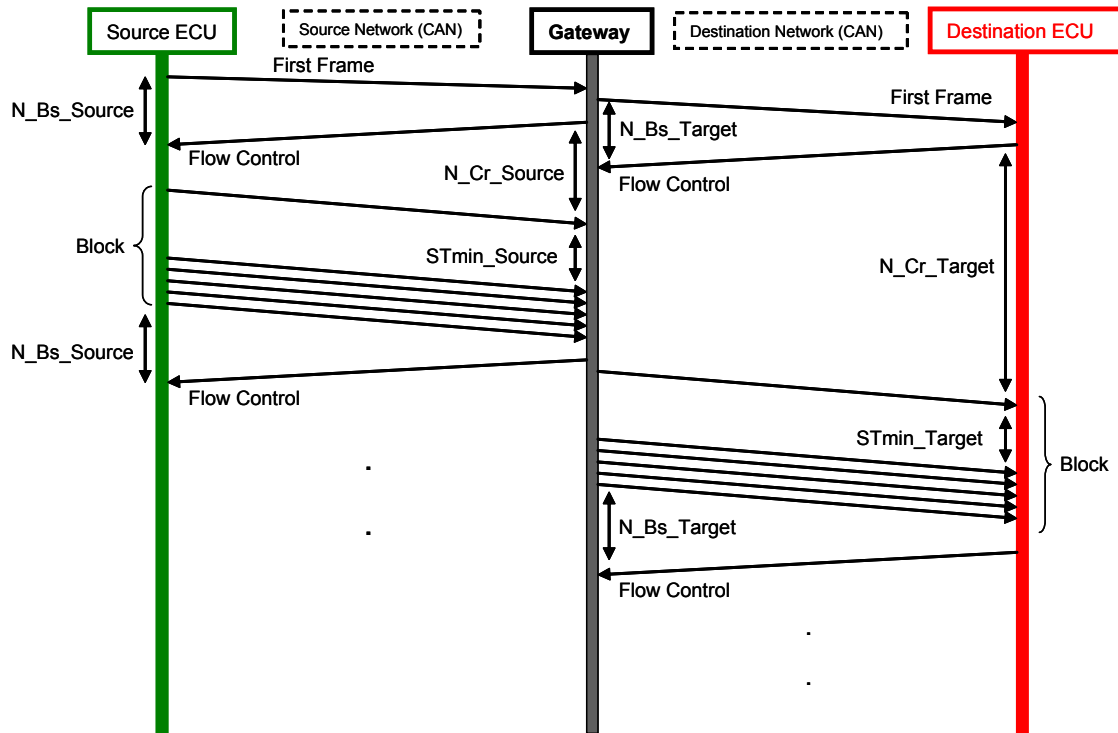 Source ECU
Source Network (CAN)
Gateway
Destination Network (CAN)
Destination ECU
First Frame
First Frame
N_Bs_Source
N_Bs_Target
Flow Control
N_Cr_Source
Flow Control
Block
STmin_Source
N_Cr_Target
N_Bs_Source
Flow Control
STmin_Target
Block
N_Bs_Target
Flow Control